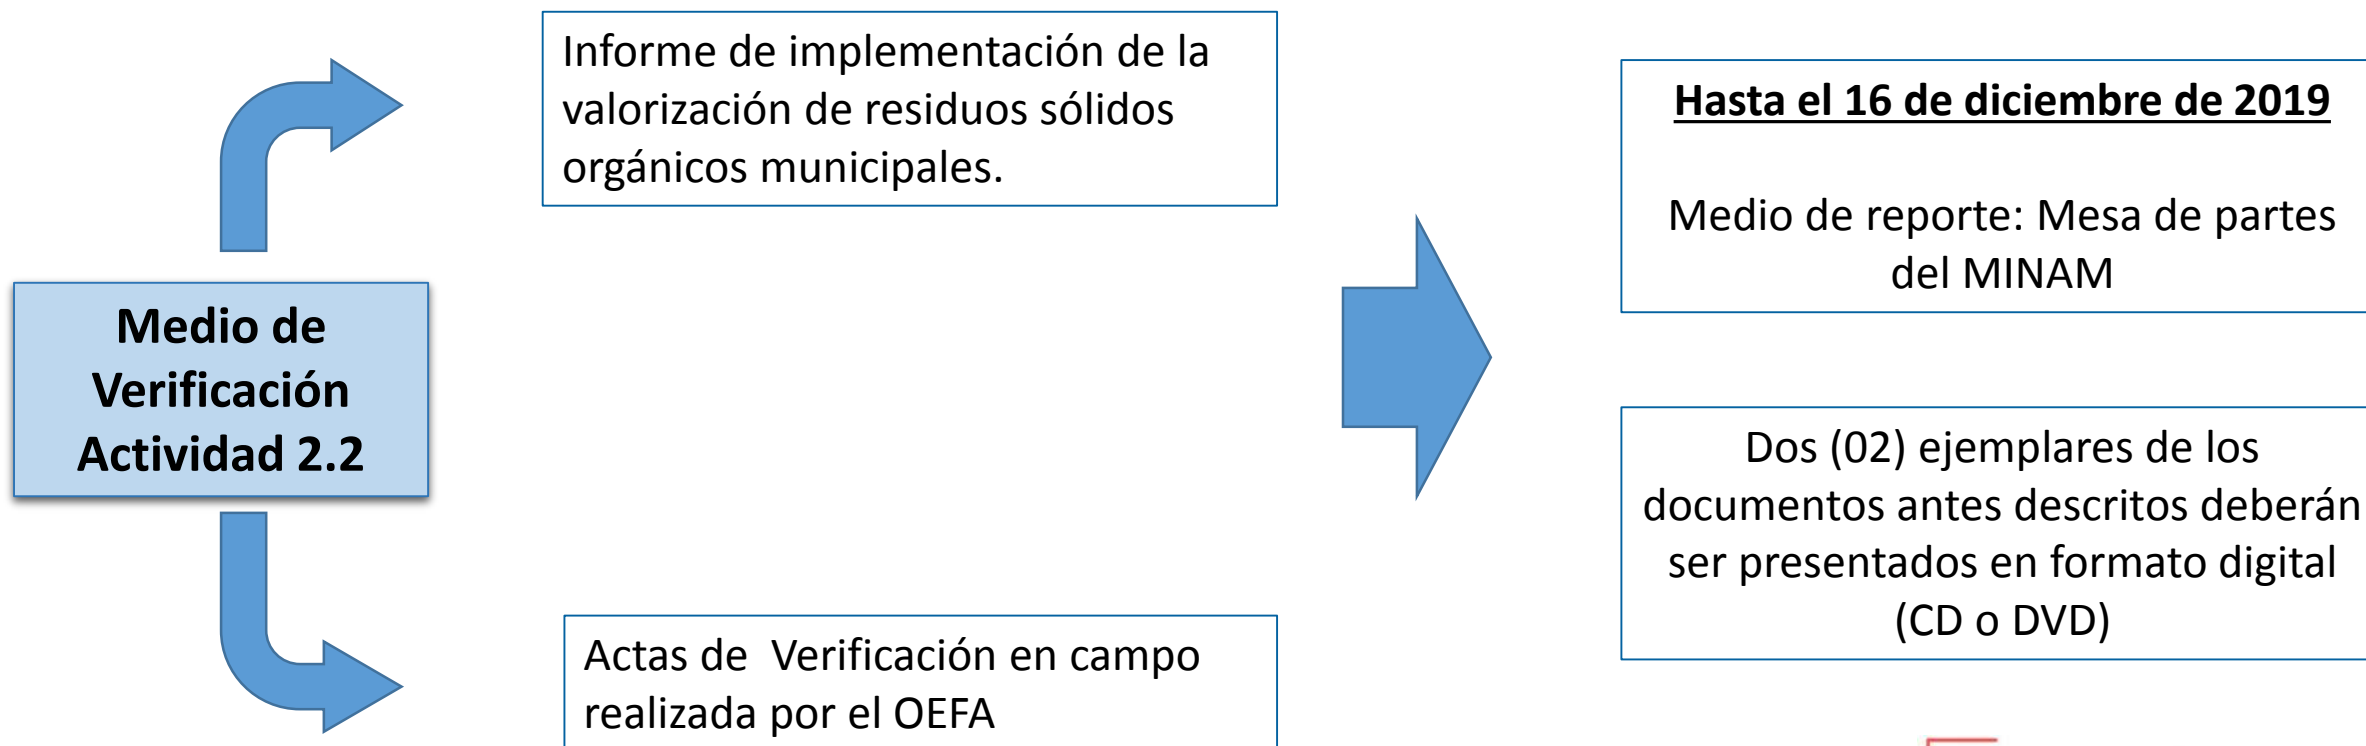 Informe de implementación de la
valorización de residuos sólidos
orgánicos municipales.
Medio de
Verificación
Actividad 2.2
Actas de  Verificación en campo
realizada por el OEFA
Hasta el 16 de diciembre de 2019
Medio de reporte: Mesa de partes
del MINAM
Dos (02) ejemplares de los
documentos antes descritos deberán
ser presentados en formato digital
(CD o DVD)